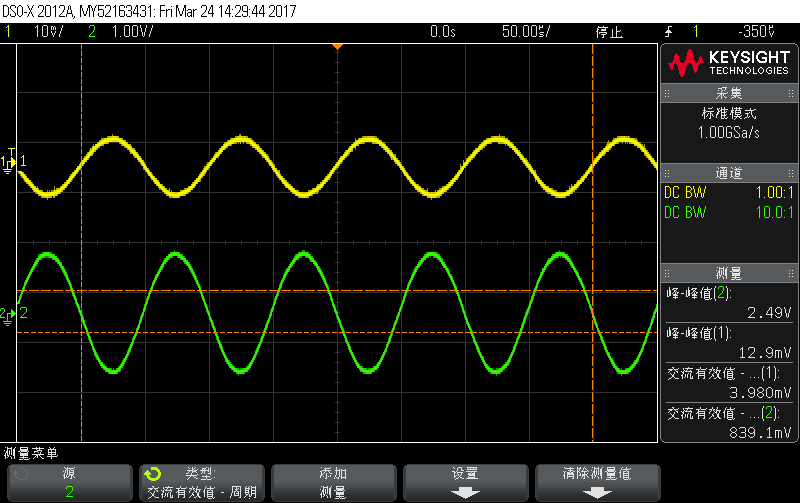 DSO-X 2012A, MY52163431: Fri Mar 24 14:29:44 2017
1 10mV/ 2 1.00V/ 0.0s 50.00us/ 停止 1 -350uV
KEYSIGHT
TECHNOLOGIES
采集
标准模式
1.00GSa/s
通道
DC BW 1.00:1
DC BW 10.0:1
测量
峰-峰值(2):
2.49V
峰-峰值(1):
12.9mV
交流有效值 - ...(1):
3.980mV
交流有效值 - ...(2):
839.1mV
T
1 1
2 2
测量菜单
源
2
类型:
交流有效值 - 周期
添加
测量
设置
清除测量值